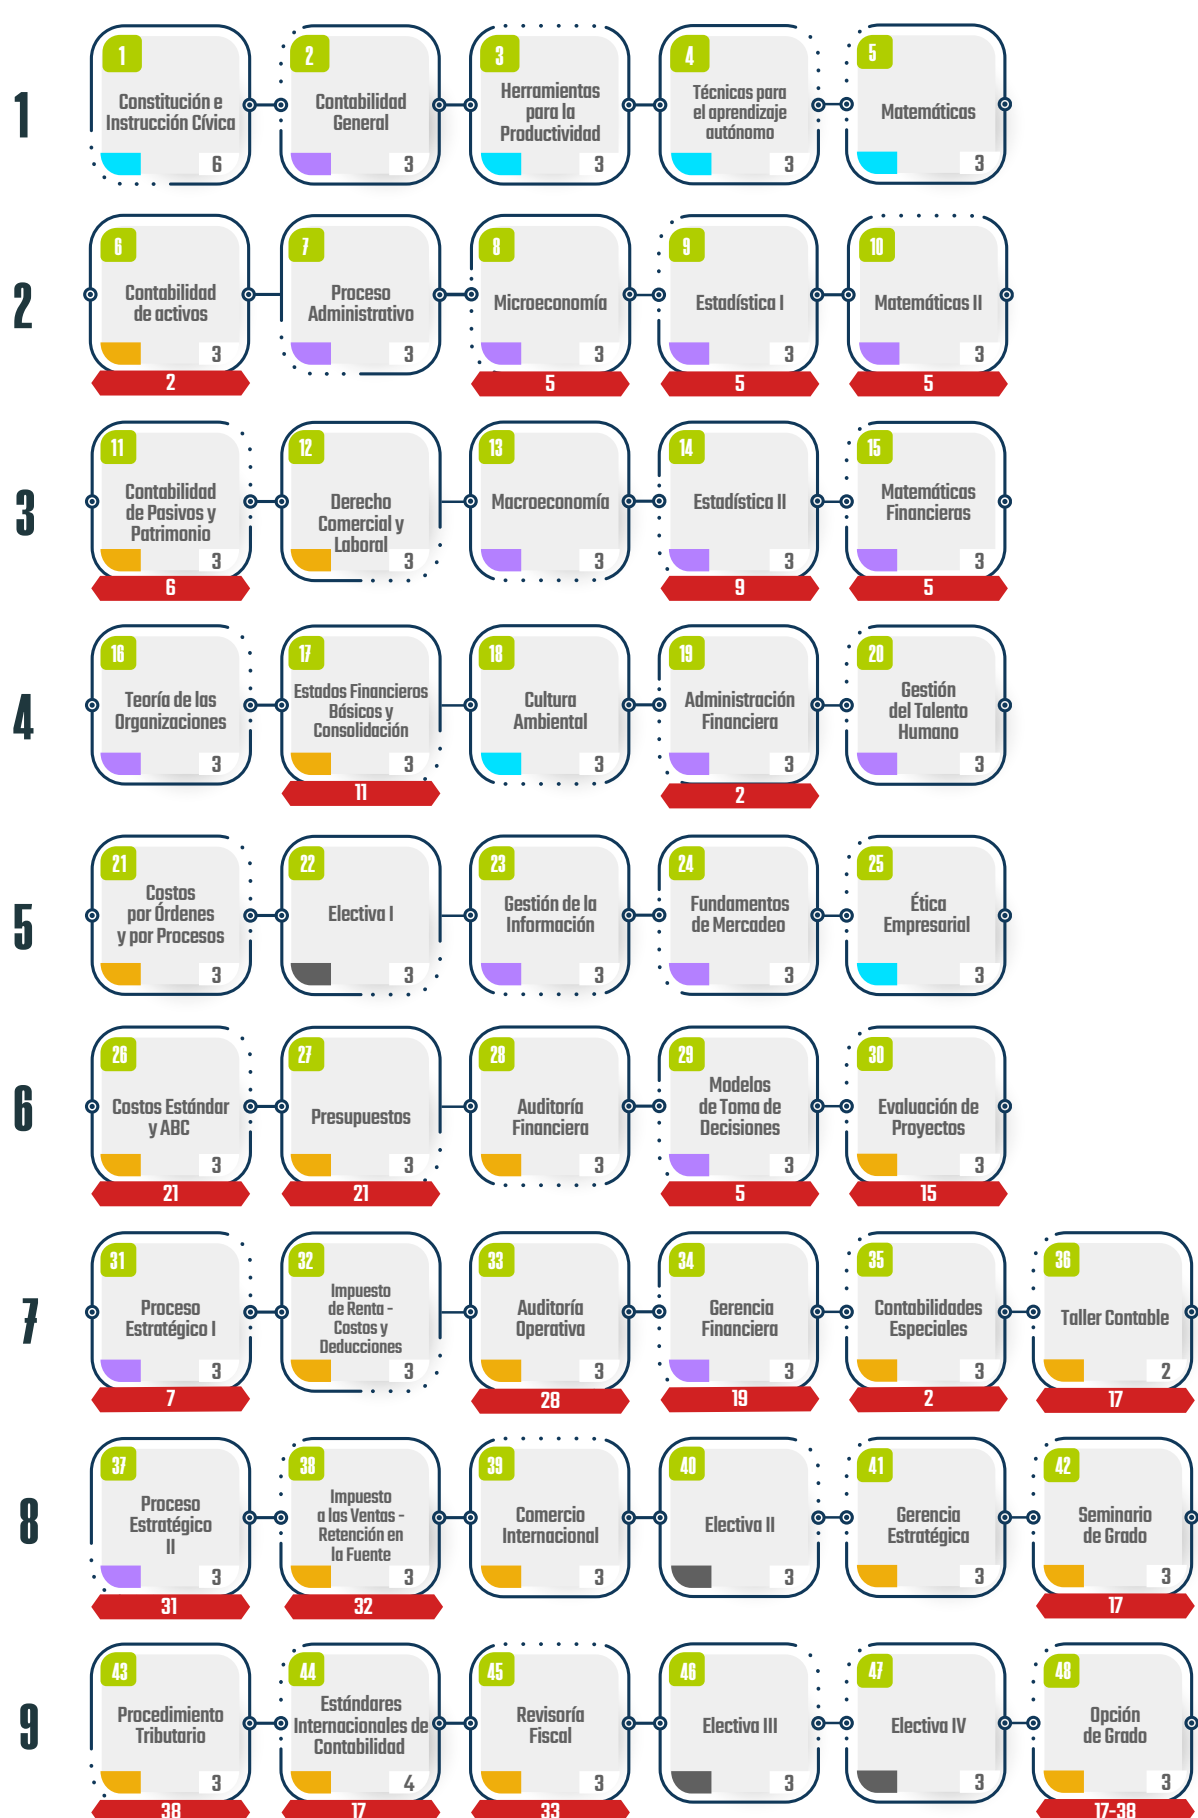 1
1
Constitución e
Instrucción Cívica
6
2
Contabilidad
General
3
3
Herramientas
para la
Productividad
3
4
Técnicas para
el aprendizaje
autónomo
3
5
Matemáticas
3
2
6
Contabilidad
de activos
3
2
7
Proceso
Administrativo
3
8
Microeconomía
3
5
9
Estadística I
3
5
10
Matemáticas II
3
5
3
11
Contabilidad
de Pasivos y
Patrimonio
3
6
12
Derecho
Comercial y
Laboral
3
13
Macroeconomía
3
14
Estadística II
3
9
15
Matemáticas
Financieras
3
5
4
16
Teoría de las
Organizaciones
3
17
Estados Financieros
Básicos y
Consolidación
3
11
18
Cultura
Ambiental
3
19
Administración
Financiera
3
2
20
Gestión
del Talento
Humano
3
5
21
Costos
por Órdenes
y por Procesos
3
22
Electiva I
3
23
Gestión de la
Información
3
24
Fundamentos
de Mercadeo
3
25
Ética
Empresarial
3
6
26
Costos Estándar
y ABC
3
21
27
Presupuestos
3
21
28
Auditoría
Financiera
3
29
Modelos
de Toma de
Decisiones
3
5
30
Evaluación de
Proyectos
3
15
7
31
Proceso
Estratégico I
3
7
32
Impuesto
de Renta -
Costos y
Deducciones
3
33
Auditoría
Operativa
3
28
34
Gerencia
Financiera
3
19
35
Contabilidades
Especiales
3
2
36
Taller Contable
2
17
8
37
Proceso
Estratégico
II
3
31
38
Impuesto
a las Ventas -
Retención en
la Fuente
3
32
39
Comercio
Internacional
3
40
Electiva II
3
41
Gerencia
Estratégica
3
42
Seminario
de Grado
3
17
9
43
Procedimiento
Tributario
3
38
44
Estándares
Internacionales de
Contabilidad
4
17
45
Revisoría
Fiscal
3
33
46
Electiva III
3
47
Electiva IV
3
48
Opción
de Grado
3
17-38